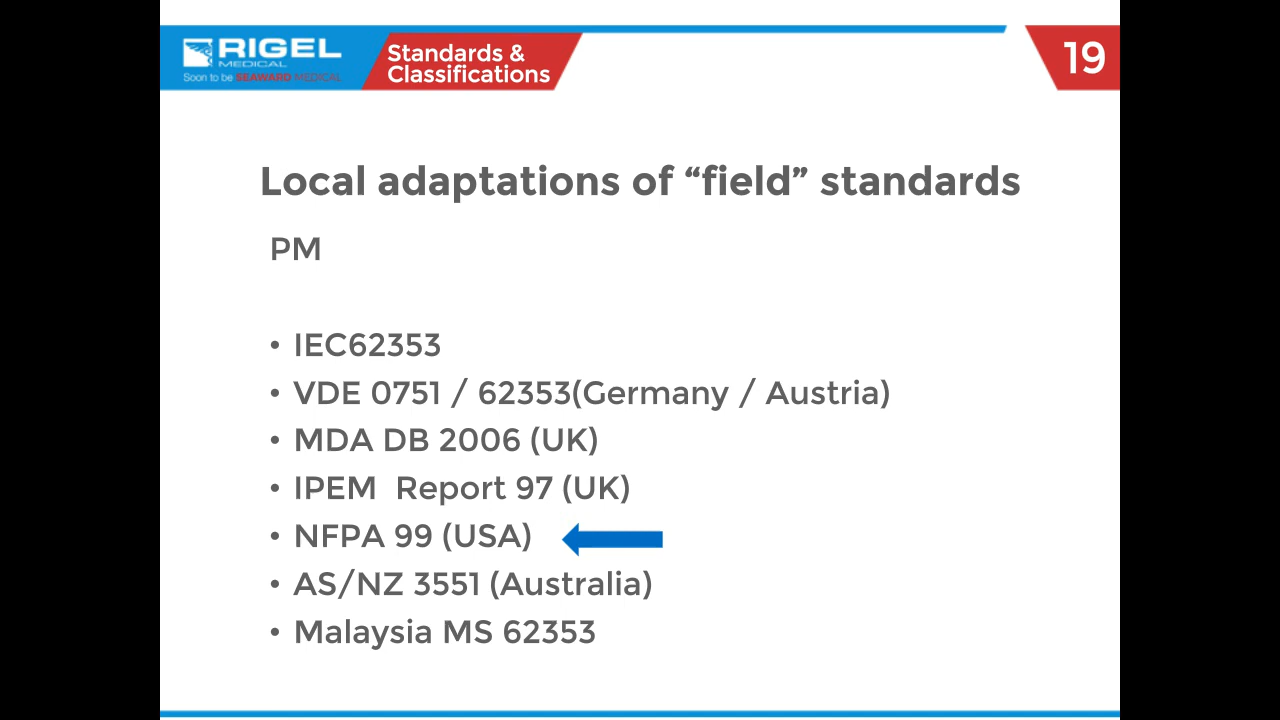 RIGEL
MEDICAL
Soon to be SEAWARD MEDICAL
Standards &
Classifications
19
Local adaptations of “field” standards
PM
• IEC62353
• VDE 0751 / 62353(Germany / Austria)
• MDA DB 2006 (UK)
• IPEM  Report 97 (UK)
• NFPA 99 (USA)
• AS/NZ 3551 (Australia)
• Malaysia MS 62353